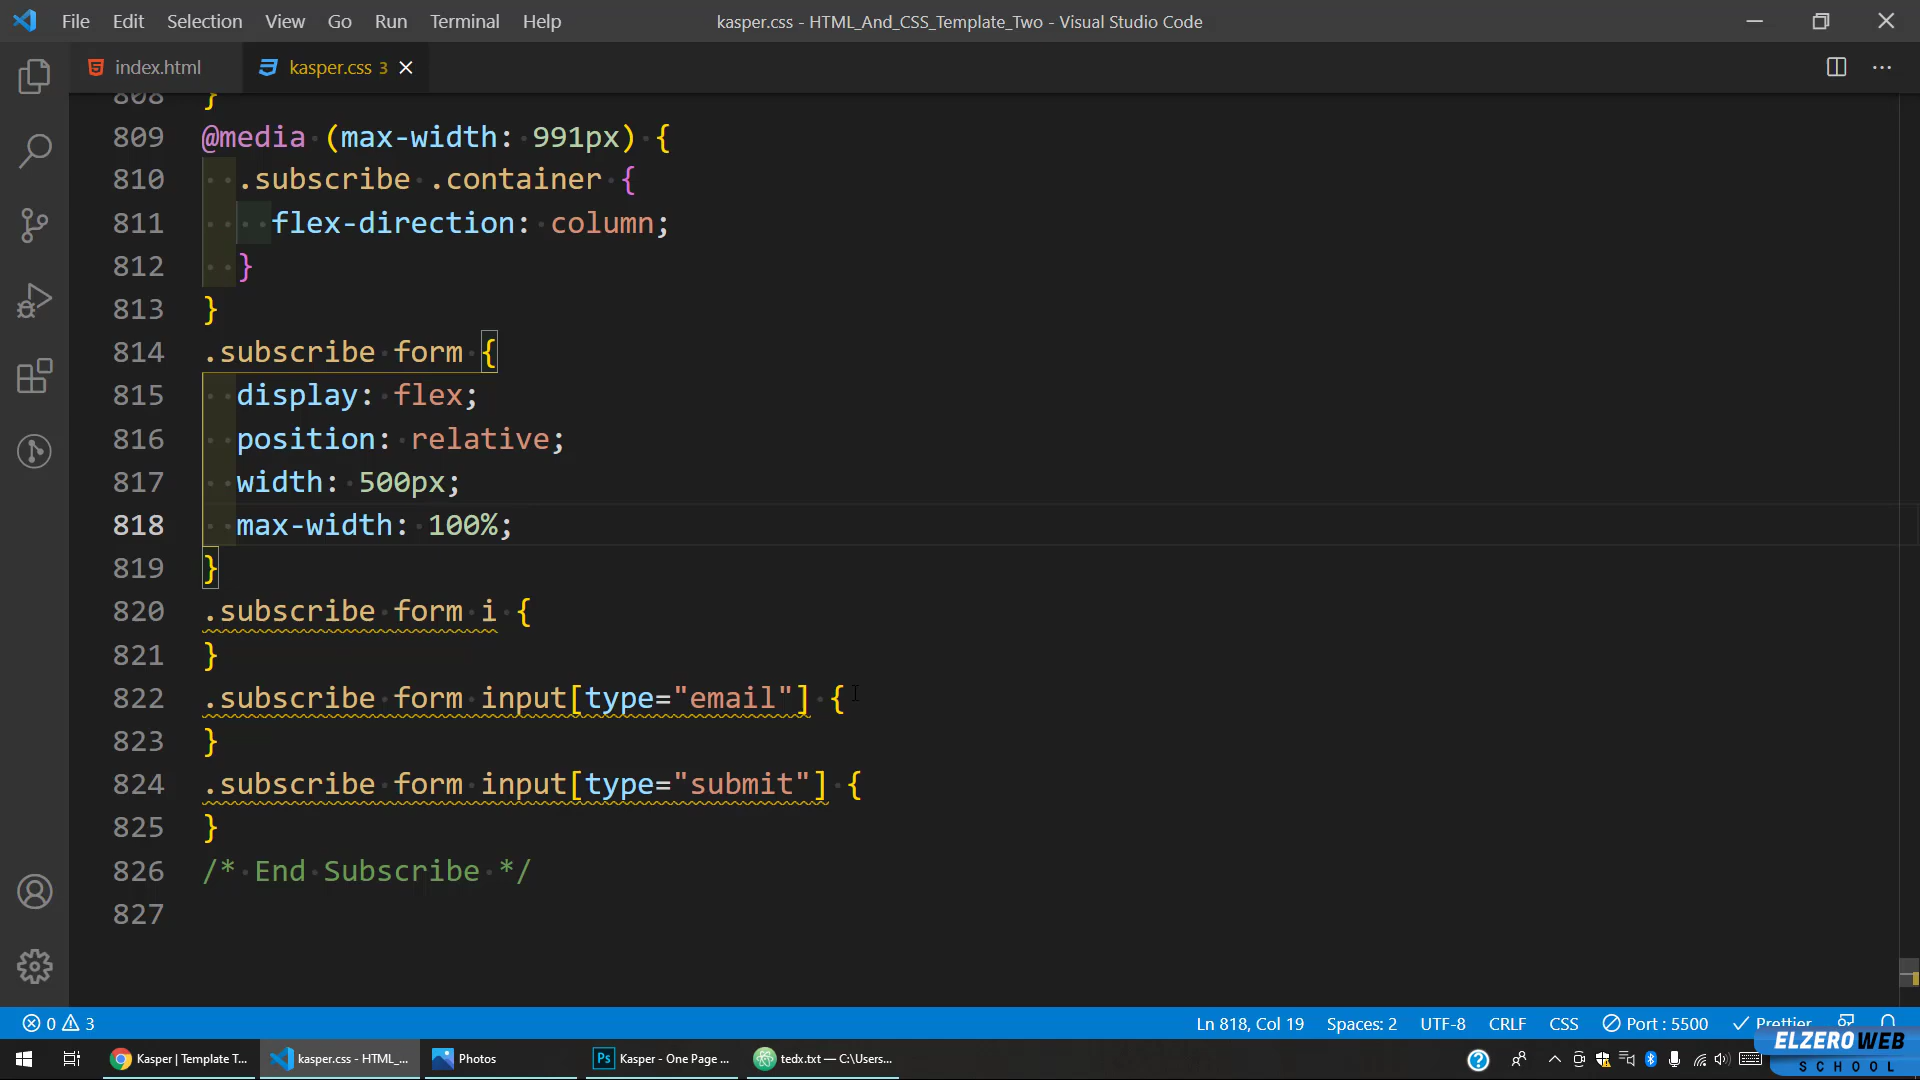 File Edit Selection View Go Run Terminal Help kasper.css - HTML_And_CSS_Template_Two - Visual Studio Code
index.html kasper.css 3
808 }
809 @media (max-width: 991px) {
810 .subscribe .container {
811 flex-direction: column;
812 }
813 }
814 .subscribe form {
815 display: flex;
816 position: relative;
817 width: 500px;
818 max-width: 100%;
819 }
820 .subscribe form i {
821 }
822 .subscribe form input[type="email"] {
823 }
824 .subscribe form input[type="submit"] {
825 }
826 /* End Subscribe */
827
0 3 Ln 818, Col 19 Spaces: 2 UTF-8 CRLF CSS Port : 5500 Prettier
Kasper | Template T... kasper.css - HTML_... Photos Ps Kasper - One Page ... tedx.txt — C:\Users...
ELZEROWEB
SCHOOL